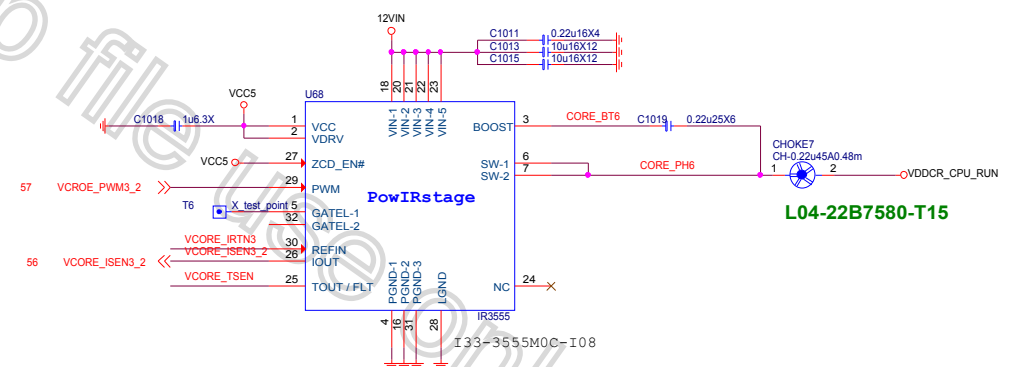 12VIN
C1011 0.22u16X4
C1013 10u16X12
C1015 10u16X12
18 20 21 22 23
VCC5
U68
VIN-1 VIN-2 VIN-3 VIN-4 VIN-5
C1018 1u6.3X
1 VCC
2 VDRV
BOOST 3 CORE_BT6 C1019 0.22u25X6
VCC5 27 ZCD_EN#
SW-1 6
SW-2 7 CORE_PH6
CHOKE7
CH-0.22u45A0.48m
1 2 VDDCR_CPU_RUN
57 VCROE_PWM3_2 29 PWM
PowIRstage
L04-22B7580-T15
T6 X_test_point 5 GATEL-1
32 GATEL-2
VCORE_IRTN3 30 REFIN
56 VCORE_ISEN3_2 VCORE_ISEN3_2 26 IOUT
VCORE_TSEN 25 TOUT / FLT
NC 24
PGND-1 PGND-2 PGND-3 LGND
4 16 31 28
IR3555
I33-3555M0C-I08
p file use onl